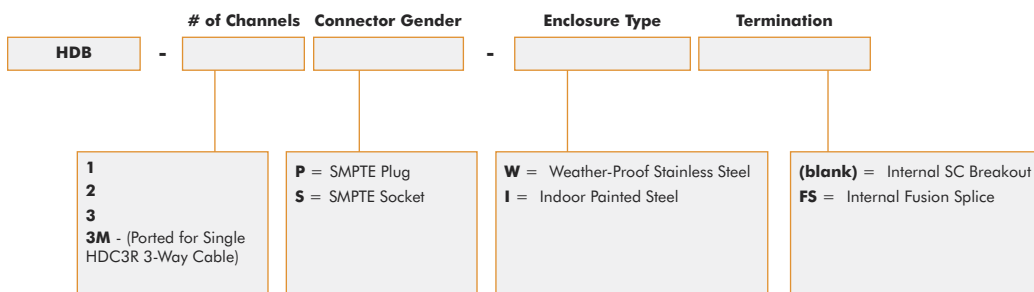 # of Channels Connector Gender Enclosure Type Termination
HDB - -
1
2
3
3M - (Ported for Single
HDC3R 3-Way Cable)
P = SMPTE Plug
S = SMPTE Socket
W = Weather-Proof Stainless Steel
I = Indoor Painted Steel
(blank) = Internal SC Breakout
FS = Internal Fusion Splice